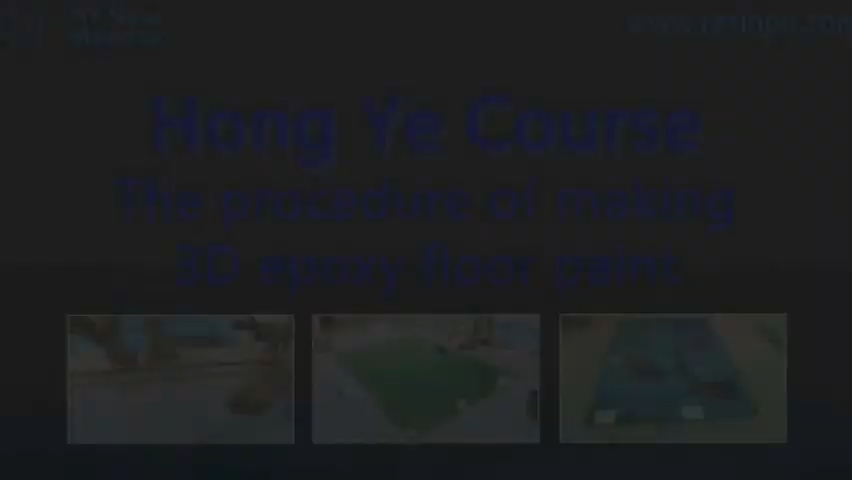 Hong Ye Course
The procedure of making
3D epoxy floor paint